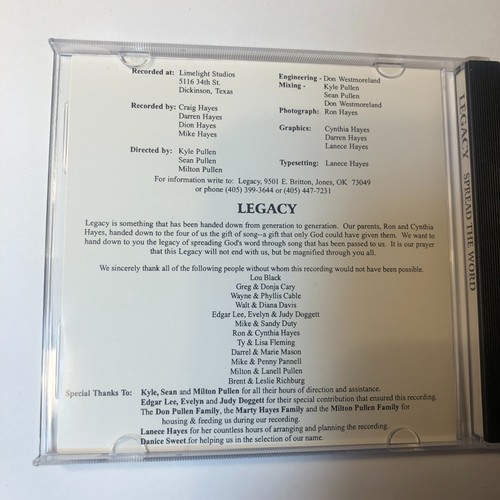 Recorded at: Limelight Studios
5116 34th St.
Dickinson, Texas
Recorded by: Craig Hayes
Darren Hayes
Dion Hayes
Mike Hayes
Directed by: Kyle Pullen
Sean Pullen
Milton Pullen
Engineering - Don Westmoreland
Mixing - Kyle Pullen
Sean Pullen
Don Westmoreland
Photograph: Ron Hayes
Graphics: Cynthia Hayes
Darren Hayes
Lanece Hayes
Typesetting: Lanece Hayes
For information write to: Legacy, 9501 E. Britton, Jones, OK 73049
or phone (405) 399-3644 or (405) 447-7231
LEGACY
Legacy is something that has been handed down from generation to generation. Our parents, Ron and Cynthia
Hayes, handed down to the four of us the gift of song--a gift that only God could have given them. We want to
hand down to you the legacy of spreading God's word through song that has been passed to us. It is our prayer
that this Legacy will not end with us, but be magnified through you all.
We sincerely thank all of the following people without whom this recording would not have been possible.
Lou Black
Greg & Donja Cary
Wayne & Phyllis Cable
Walt & Diana Davis
Edgar Lee, Evelyn & Judy Doggett
Mike & Sandy Duty
Ron & Cynthia Hayes
Ty & Lisa Fleming
Darrel & Marie Mason
Mike & Penny Pannell
Milton & Lanell Pullen
Brent & Leslie Richburg
Special Thanks To: Kyle, Sean and Milton Pullen for all their hours of direction and assistance.
Edgar Lee, Evelyn and Judy Doggett for their special contribution that ensured this recording.
The Don Pullen Family, the Marty Hayes Family and the Milton Pullen Family for
housing & feeding us during our recording.
Lanece Hayes for her countless hours of arranging and planning the recording.
Danice Sweet for helping us in the selection of our name.
LEGACY SPREAD THE WORD